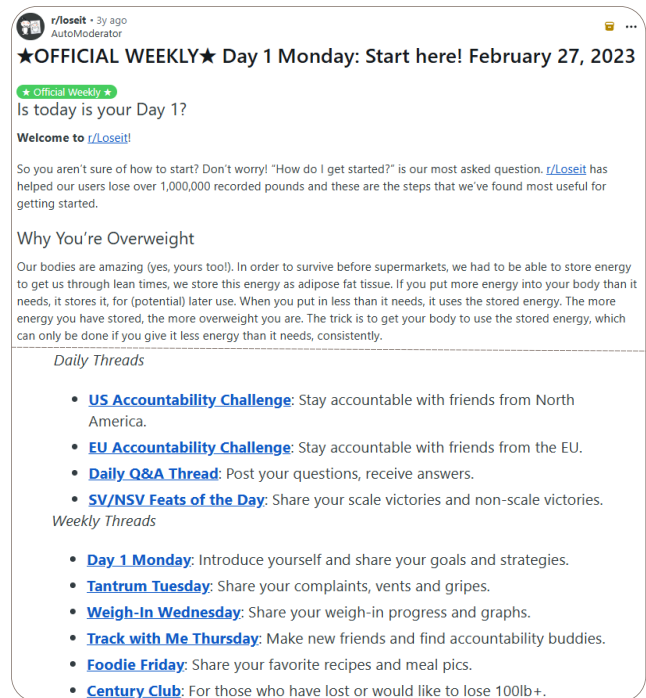 r/loseit • 3y ago
AutoModerator
★OFFICIAL WEEKLY★ Day 1 Monday: Start here! February 27, 2023
★ Official Weekly ★
Is today is your Day 1?
Welcome to r/Loseit!
So you aren't sure of how to start? Don't worry! "How do I get started?" is our most asked question. r/Loseit has
helped our users lose over 1,000,000 recorded pounds and these are the steps that we've found most useful for
getting started.
Why You're Overweight
Our bodies are amazing (yes, yours too!). In order to survive before supermarkets, we had to be able to store energy
to get us through lean times, we store this energy as adipose fat tissue. If you put more energy into your body than it
needs, it stores it, for (potential) later use. When you put in less than it needs, it uses the stored energy. The more
energy you have stored, the more overweight you are. The trick is to get your body to use the stored energy, which
can only be done if you give it less energy than it needs, consistently.
Daily Threads
• US Accountability Challenge: Stay accountable with friends from North
America.
• EU Accountability Challenge: Stay accountable with friends from the EU.
• Daily Q&A Thread: Post your questions, receive answers.
• SV/NSV Feats of the Day: Share your scale victories and non-scale victories.
Weekly Threads
• Day 1 Monday: Introduce yourself and share your goals and strategies.
• Tantrum Tuesday: Share your complaints, vents and gripes.
• Weigh-In Wednesday: Share your weigh-in progress and graphs.
• Track with Me Thursday: Make new friends and find accountability buddies.
• Foodie Friday: Share your favorite recipes and meal pics.
• Century Club: For those who have lost or would like to lose 100lb+.